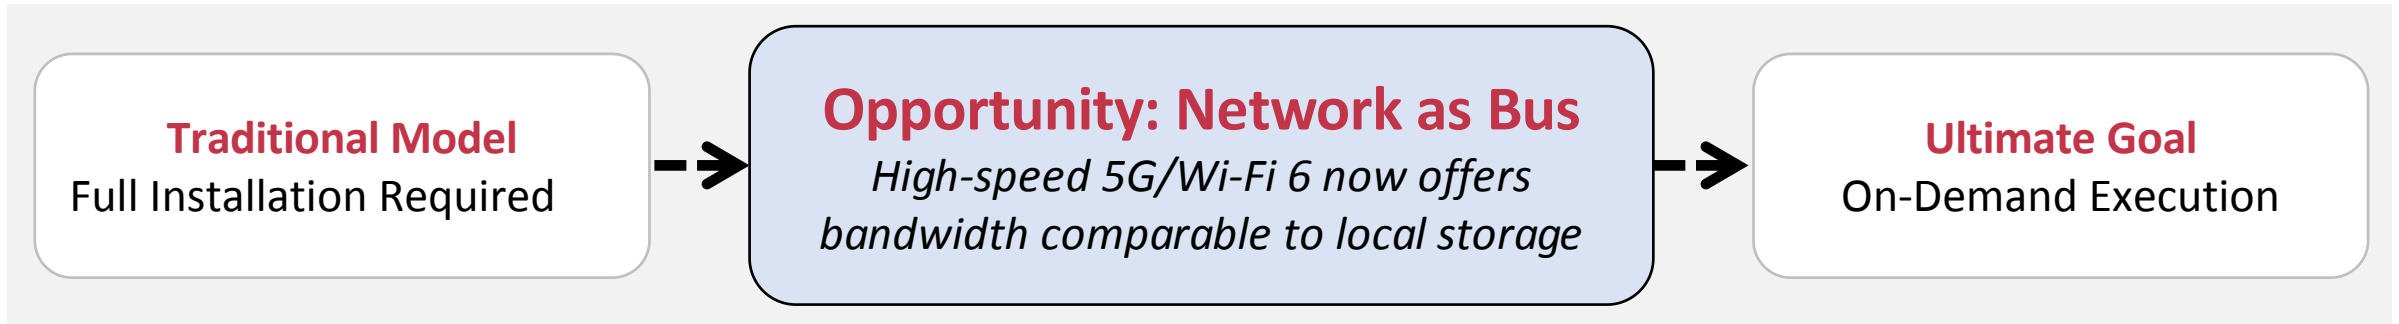 Traditional Model
Full Installation Required
Opportunity: Network as Bus
High-speed 5G/Wi-Fi 6 now offers
bandwidth comparable to local storage
Ultimate Goal
On-Demand Execution